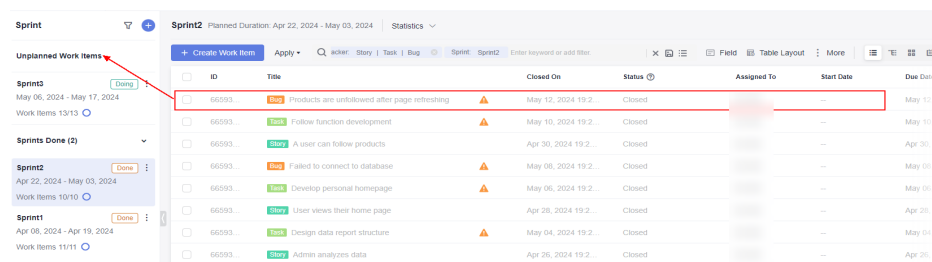 Sprint
Sprint2 Planned Duration: Apr 22, 2024 - May 03, 2024 Statistics
Unplanned Work Items
+ Create Work Item Apply acker: Story | Task | Bug Sprint: Sprint2 Enter keyword or add filter. Field Table Layout More
ID Title Closed On Status Assigned To Start Date Due Dat
Sprint3 Doing
May 06, 2024 - May 17, 2024
Work Items 13/13
Sprints Done (2)
Sprint2 Done
Apr 22, 2024 - May 03, 2024
Work Items 10/10
Sprint1 Done
Apr 08, 2024 - Apr 19, 2024
Work Items 11/11
66593... Bug Products are unfollowed after page refreshing May 12, 2024 19:2... Closed -- May 12
66593... Task Follow function development May 10, 2024 19:2... Closed -- May 10
66593... Story A user can follow products Apr 30, 2024 19:2... Closed -- Apr 30
66593... Bug Failed to connect to database May 08, 2024 19:2... Closed -- May 08
66593... Task Develop personal homepage May 06, 2024 19:2... Closed -- May 06
66593... Story User views their home page Apr 28, 2024 19:2... Closed -- Apr 28
66593... Task Design data report structure May 04, 2024 19:2... Closed -- May 04
66593... Story Admin analyzes data Apr 26, 2024 19:2... Closed -- Apr 26